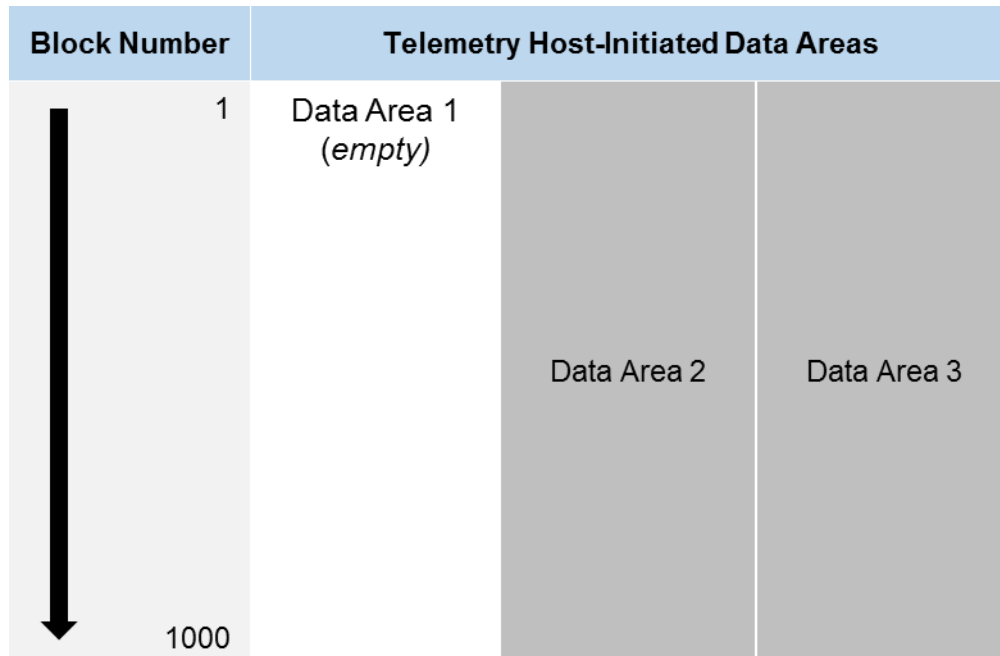 Block Number
Telemetry Host-Initiated Data Areas
1
Data Area 1
(empty)
Data Area 2
Data Area 3
1000